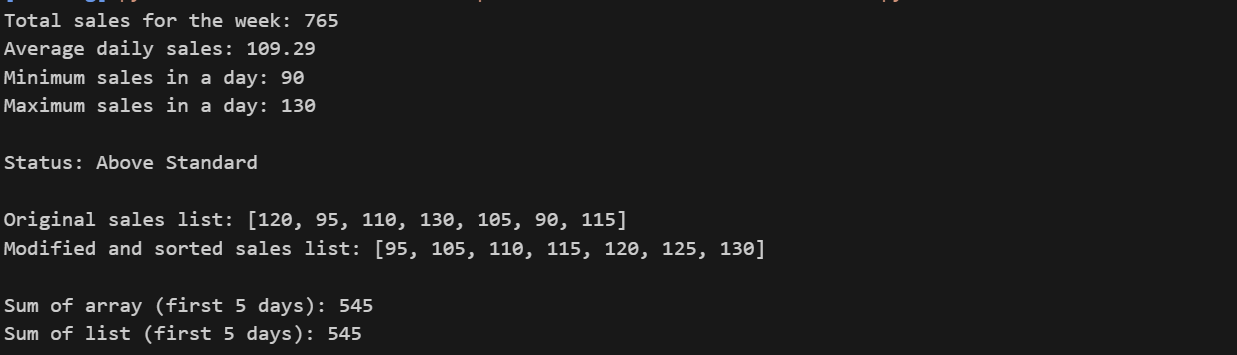 Total sales for the week: 765
Average daily sales: 109.29
Minimum sales in a day: 90
Maximum sales in a day: 130
Status: Above Standard
Original sales list: [120, 95, 110, 130, 105, 90, 115]
Modified and sorted sales list: [95, 105, 110, 115, 120, 125, 130]
Sum of array (first 5 days): 545
Sum of list (first 5 days): 545